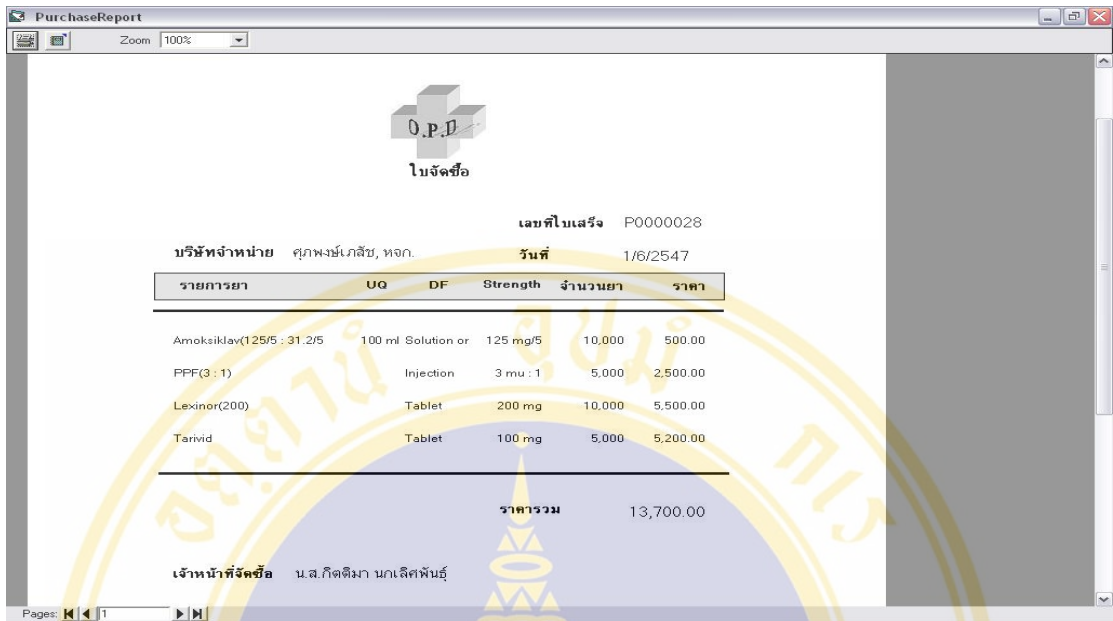 PurchaseReport
Zoom 100%
O.P.D
ใบจัดซื้อ
เลขที่ใบเสร็จ P0000028
บริษัทจำหน่าย ศุภพงษ์เภสัช, หจก. วันที่ 1/6/2547
รายการยา UQ DF Strength จำนวนยา ราคา
Amoksiklav(125/5 : 31.2/5 100 ml Solution or 125 mg/5 10,000 500.00
PPF(3 : 1) Injection 3 mu : 1 5,000 2,500.00
Lexinor(200) Tablet 200 mg 10,000 5,500.00
Tarivid Tablet 100 mg 5,000 5,200.00
ราคารวม 13,700.00
เจ้าหน้าที่จัดซื้อ น.ส.กิตติมา นกเลิศพันธุ์
Pages: 1